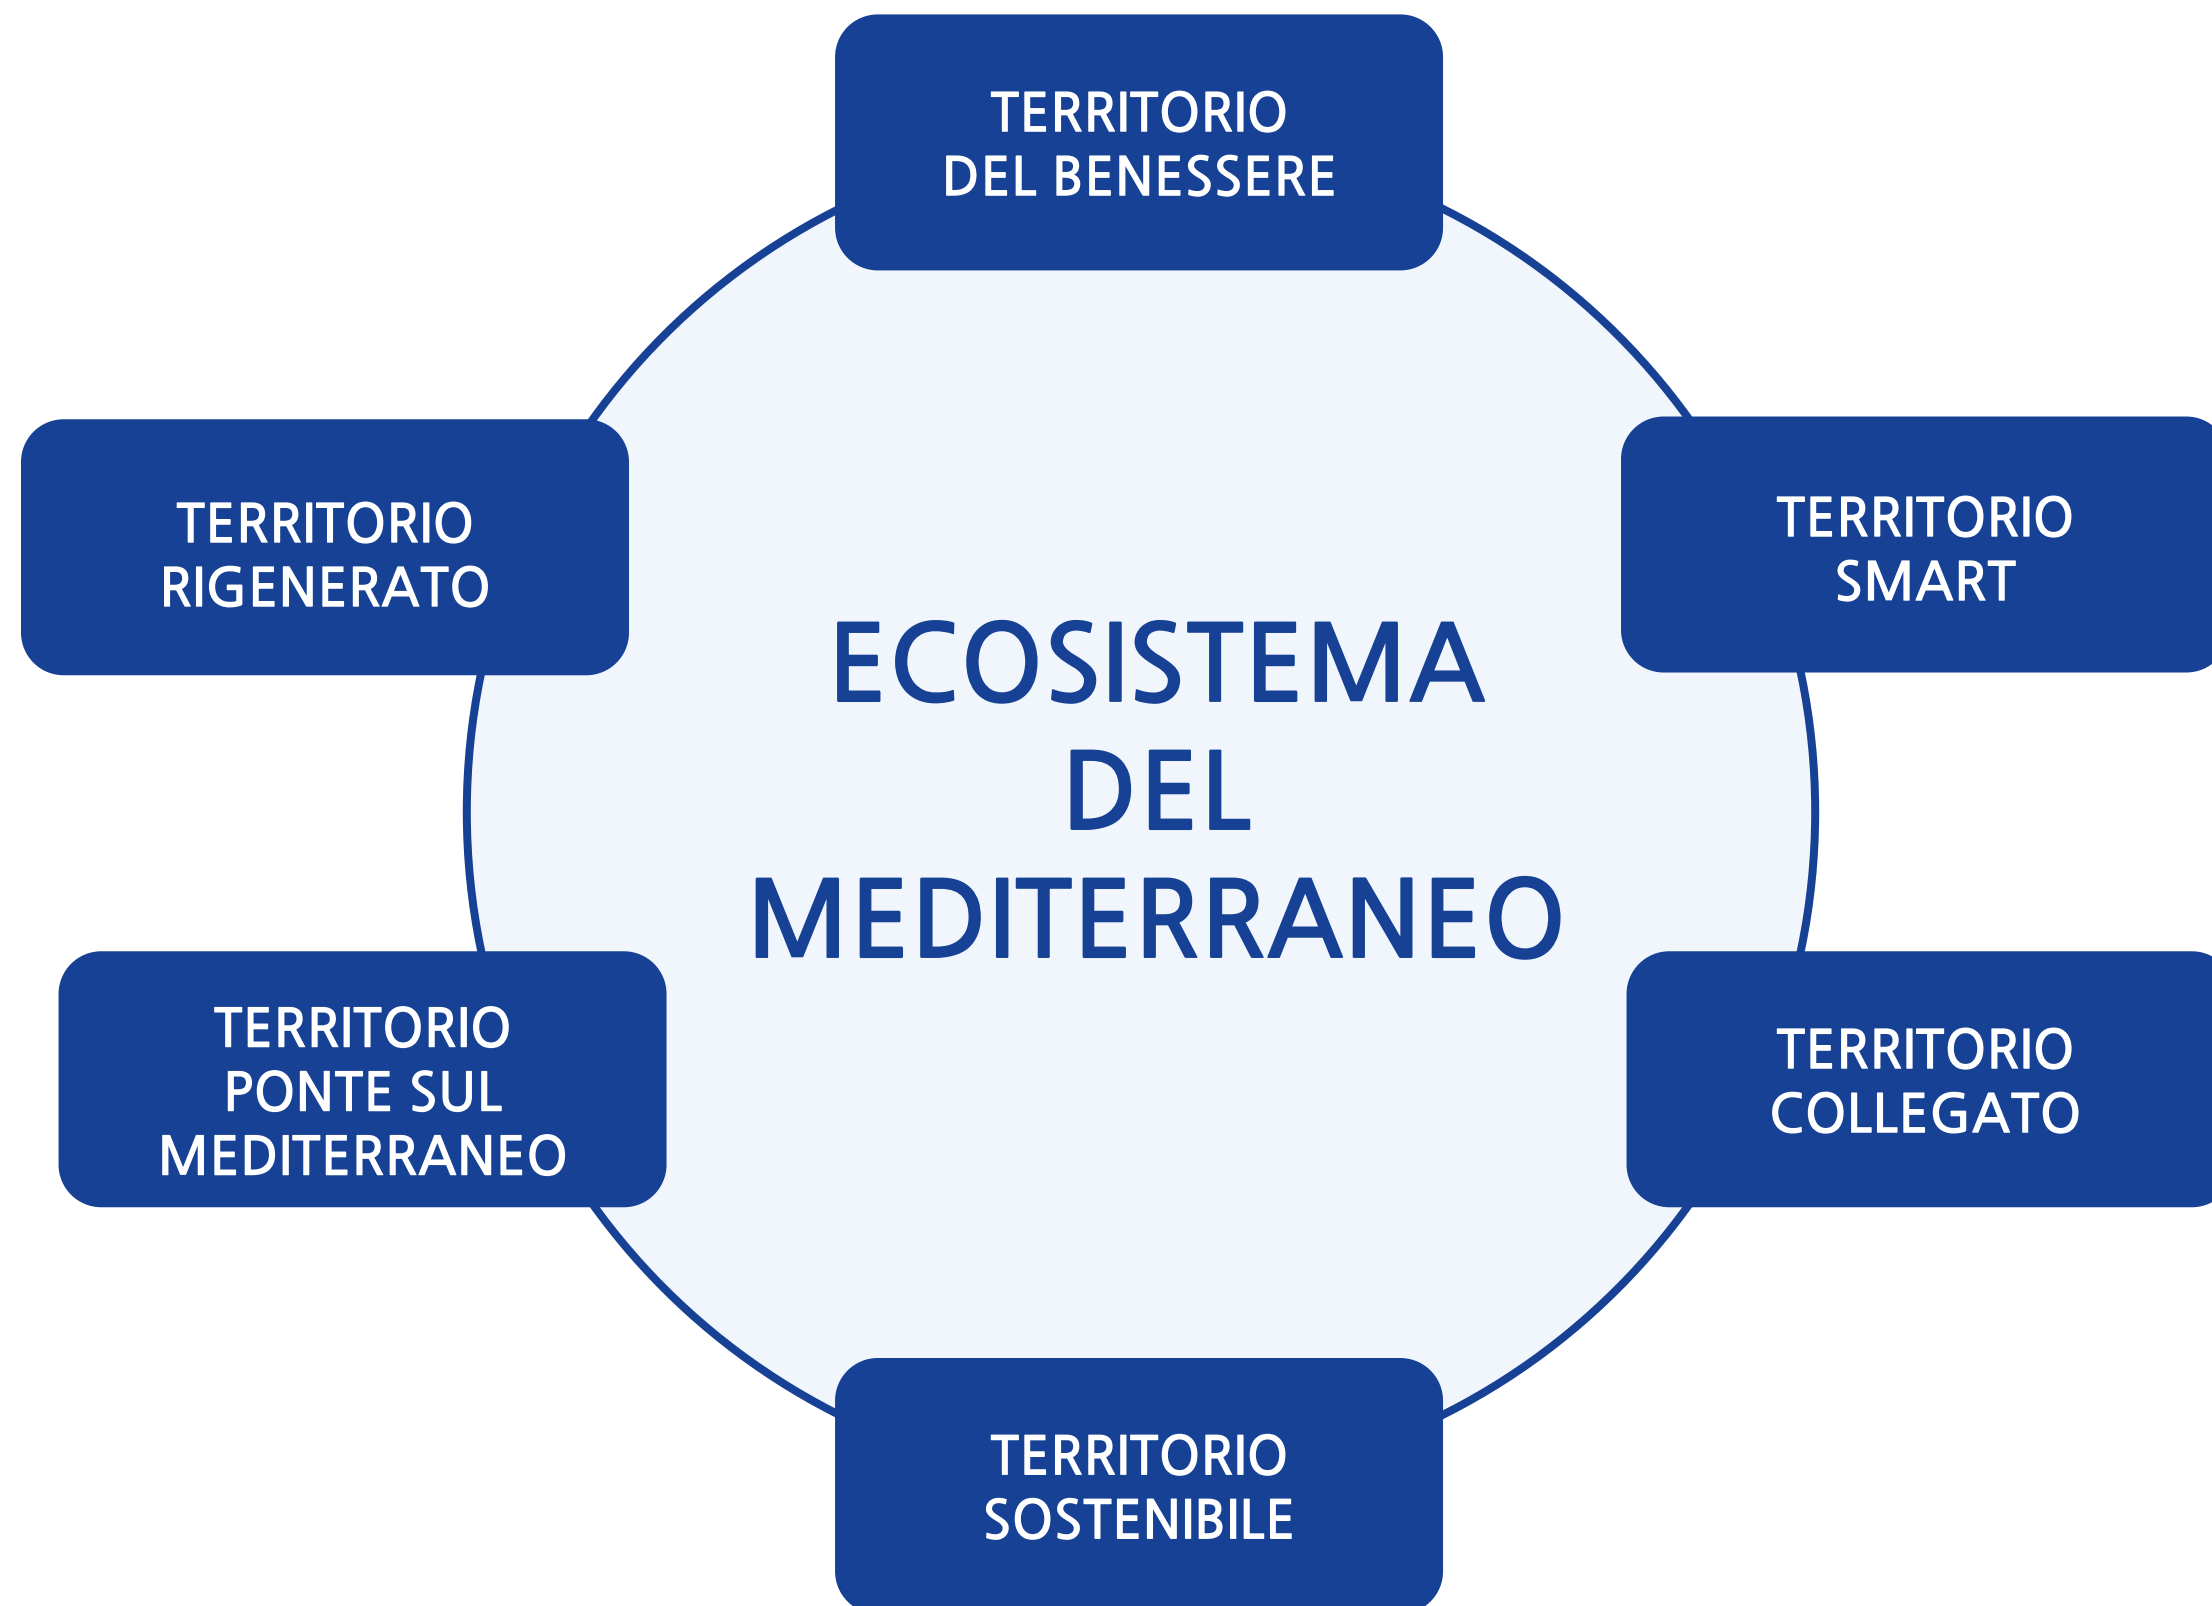 TERRITORIO
DEL BENESSERE
TERRITORIO
RIGENERATO
TERRITORIO
SMART
ECOSISTEMA
DEL
MEDITERRANEO
TERRITORIO
PONTE SUL
MEDITERRANEO
TERRITORIO
COLLEGATO
TERRITORIO
SOSTENIBILE